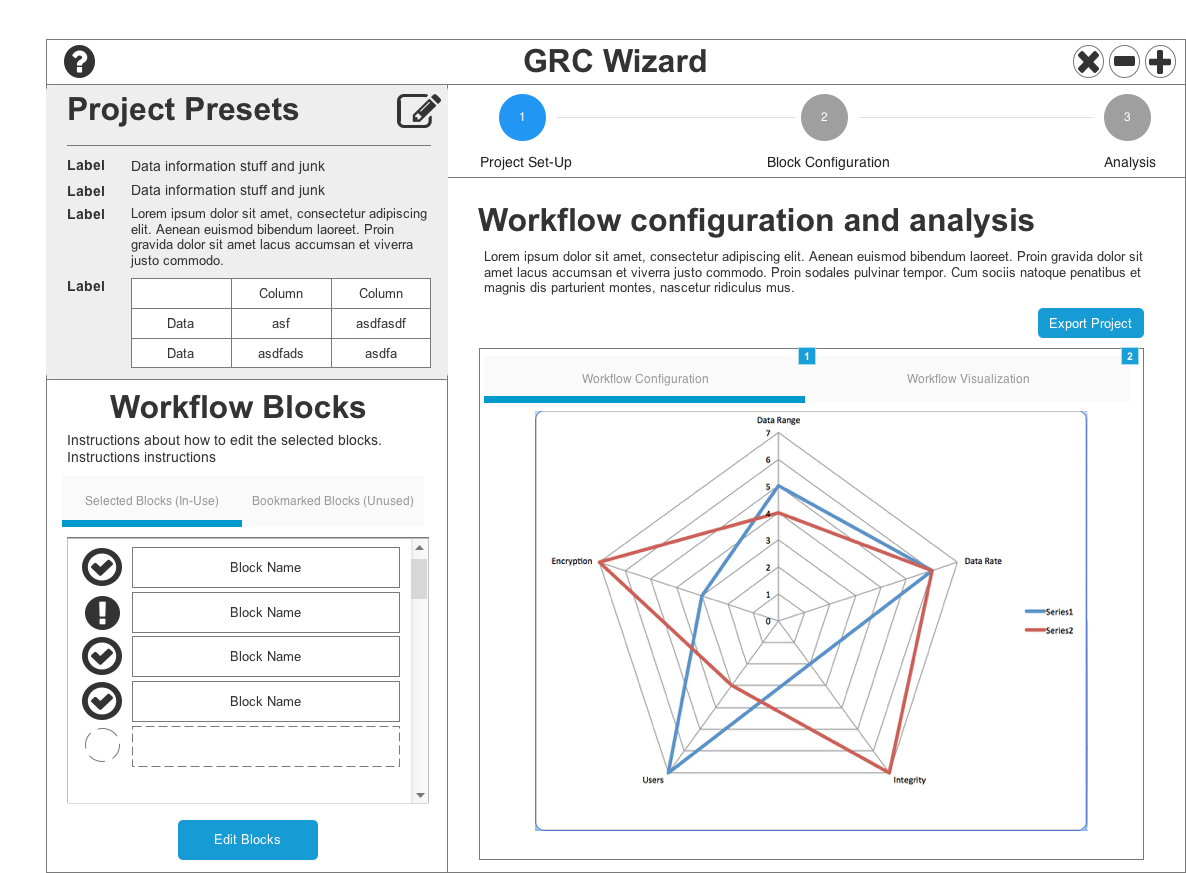 GRC Wizard
Project Presets
Label Data information stuff and junk
Label Data information stuff and junk
Label Lorem ipsum dolor sit amet, consectetur adipiscing
elit. Aenean euismod bibendum laoreet. Proin
gravida dolor sit amet lacus accumsan et viverra
justo commodo.
Label
Column Column
Data asf asdfasdf
Data asdfads asdfa
Workflow Blocks
Instructions about how to edit the selected blocks.
Instructions instructions
Selected Blocks (In-Use) Bookmarked Blocks (Unused)
Block Name
Block Name
Block Name
Block Name
Edit Blocks
1 2 3
Project Set-Up Block Configuration Analysis
Workflow configuration and analysis
Lorem ipsum dolor sit amet, consectetur adipiscing elit. Aenean euismod bibendum laoreet. Proin gravida dolor sit
amet lacus accumsan et viverra justo commodo. Proin sodales pulvinar tempor. Cum sociis natoque penatibus et
magnis dis parturient montes, nascetur ridiculus mus.
Export Project
1 2
Workflow Configuration Workflow Visualization
Data Range
7
6
5
4
3
2
1
0
Encryption
Data Rate
Series1
Series2
Users
Integrity